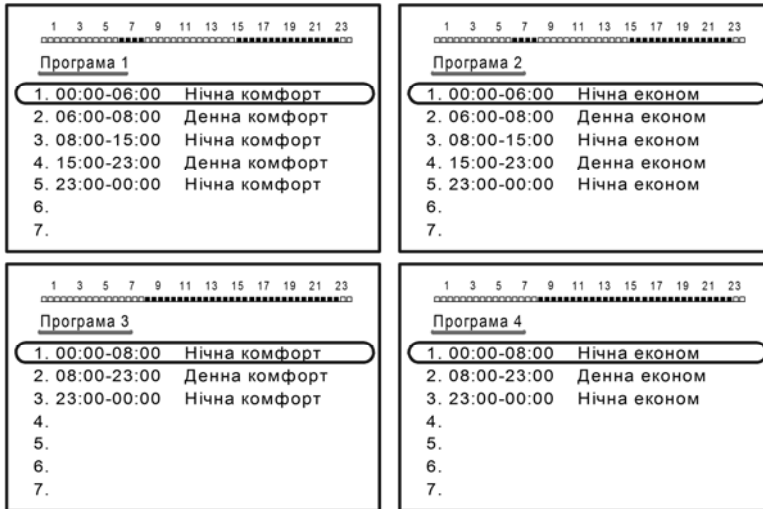 1 3 5 7 9 11 13 15 17 19 21 23
Програма 1
1. 00:00-06:00 Нічна комфорт
2. 06:00-08:00 Денна комфорт
3. 08:00-15:00 Нічна комфорт
4. 15:00-23:00 Денна комфорт
5. 23:00-00:00 Нічна комфорт
6.
7.
1 3 5 7 9 11 13 15 17 19 21 23
Програма 2
1. 00:00-06:00 Нічна економ
2. 06:00-08:00 Денна економ
3. 08:00-15:00 Нічна економ
4. 15:00-23:00 Денна економ
5. 23:00-00:00 Нічна економ
6.
7.
1 3 5 7 9 11 13 15 17 19 21 23
Програма 3
1. 00:00-08:00 Нічна комфорт
2. 08:00-23:00 Денна комфорт
3. 23:00-00:00 Нічна комфорт
4.
5.
6.
7.
1 3 5 7 9 11 13 15 17 19 21 23
Програма 4
1. 00:00-08:00 Нічна економ
2. 08:00-23:00 Денна економ
3. 23:00-00:00 Нічна економ
4.
5.
6.
7.